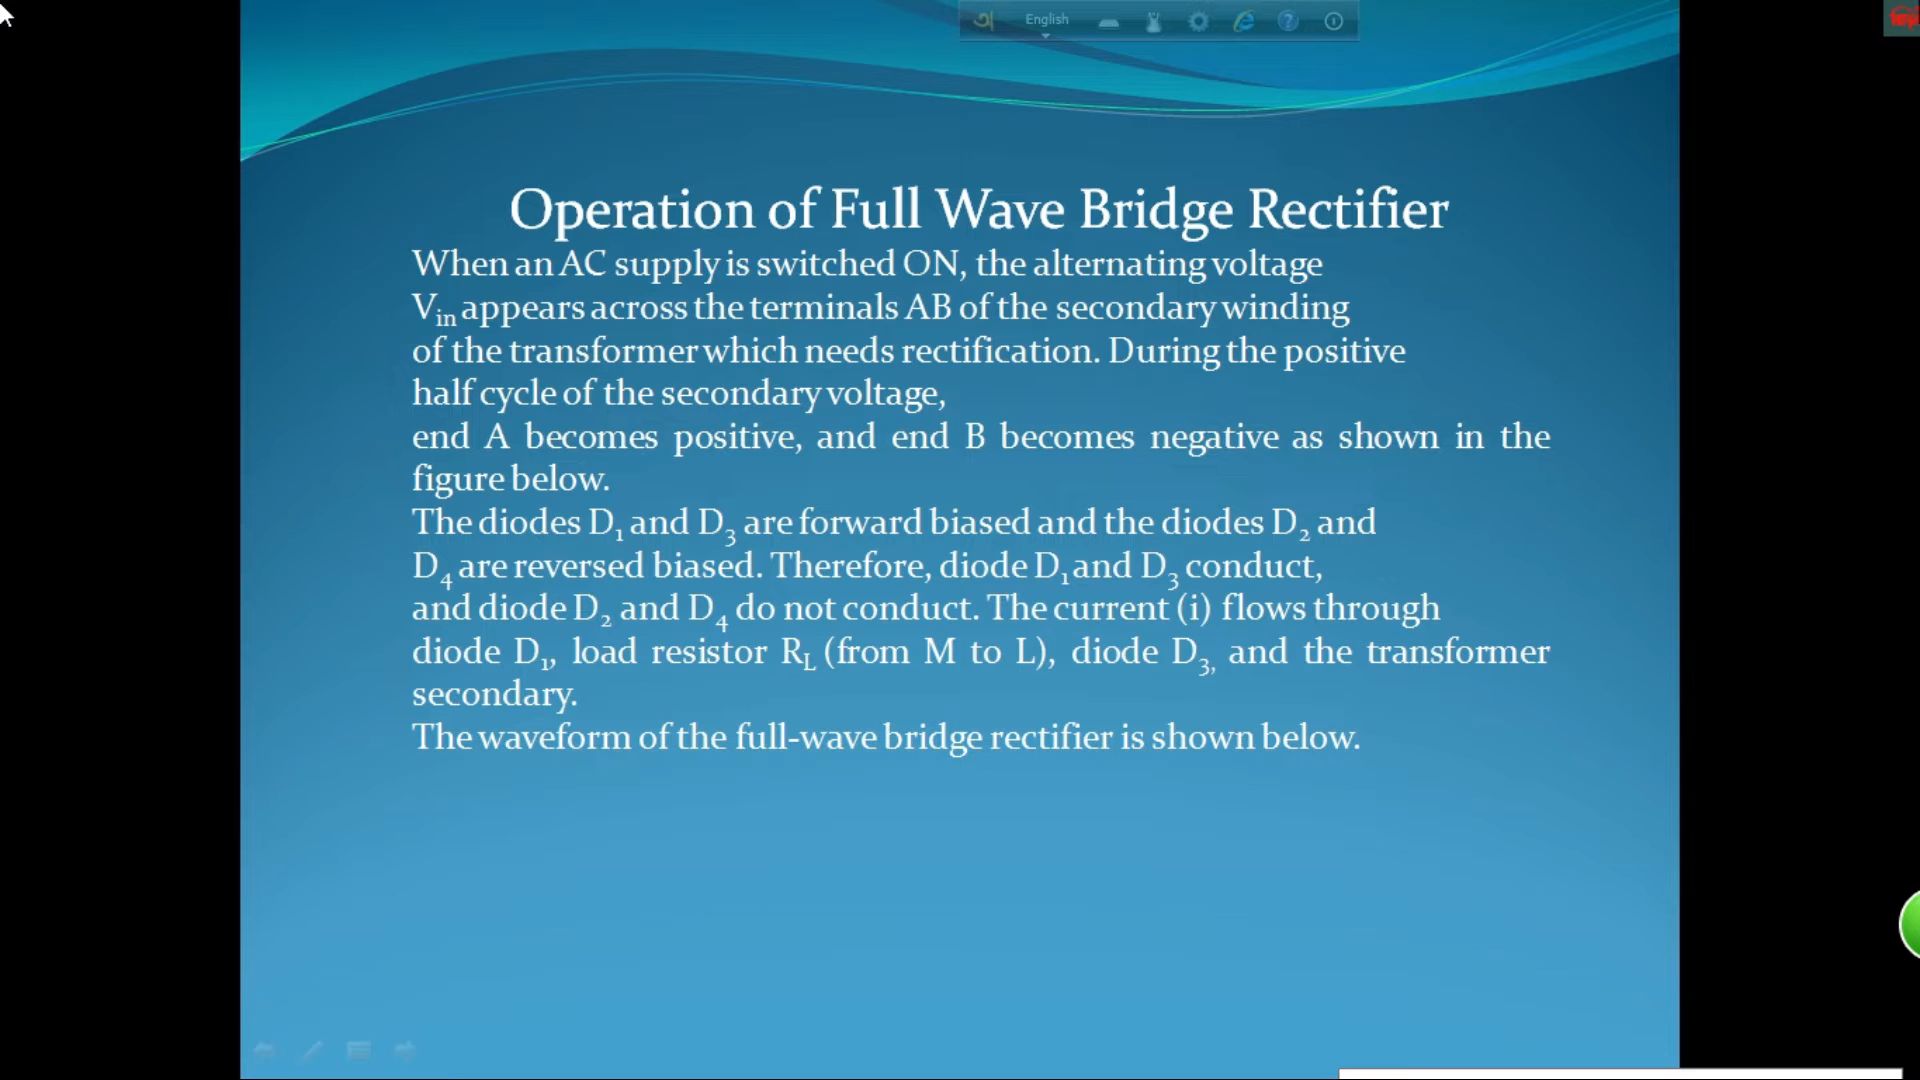 অ English
Operation of Full Wave Bridge Rectifier
When an AC supply is switched ON, the alternating voltage
Vin appears across the terminals AB of the secondary winding
of the transformer which needs rectification. During the positive
half cycle of the secondary voltage,
end A becomes positive, and end B becomes negative as shown in the
figure below.
The diodes D1 and D3 are forward biased and the diodes D2 and
D4 are reversed biased. Therefore, diode D1and D3 conduct,
and diode D2 and D4 do not conduct. The current (i) flows through
diode D1, load resistor RL (from M to L), diode D3, and the transformer
secondary.
The waveform of the full-wave bridge rectifier is shown below.